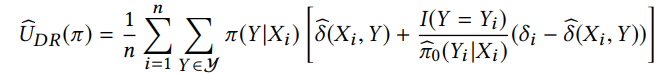 $$\widehat{U}_{DR}(\pi) = \frac{1}{n} \sum_{i=1}^{n} \sum_{Y \in \mathcal{Y}} \pi(Y|X_i) \left[ \widehat{\delta}(X_i, Y) + \frac{I(Y = Y_i)}{\widehat{\pi}_0(Y_i|X_i)} (\delta_i - \widehat{\delta}(X_i, Y)) \right]$$